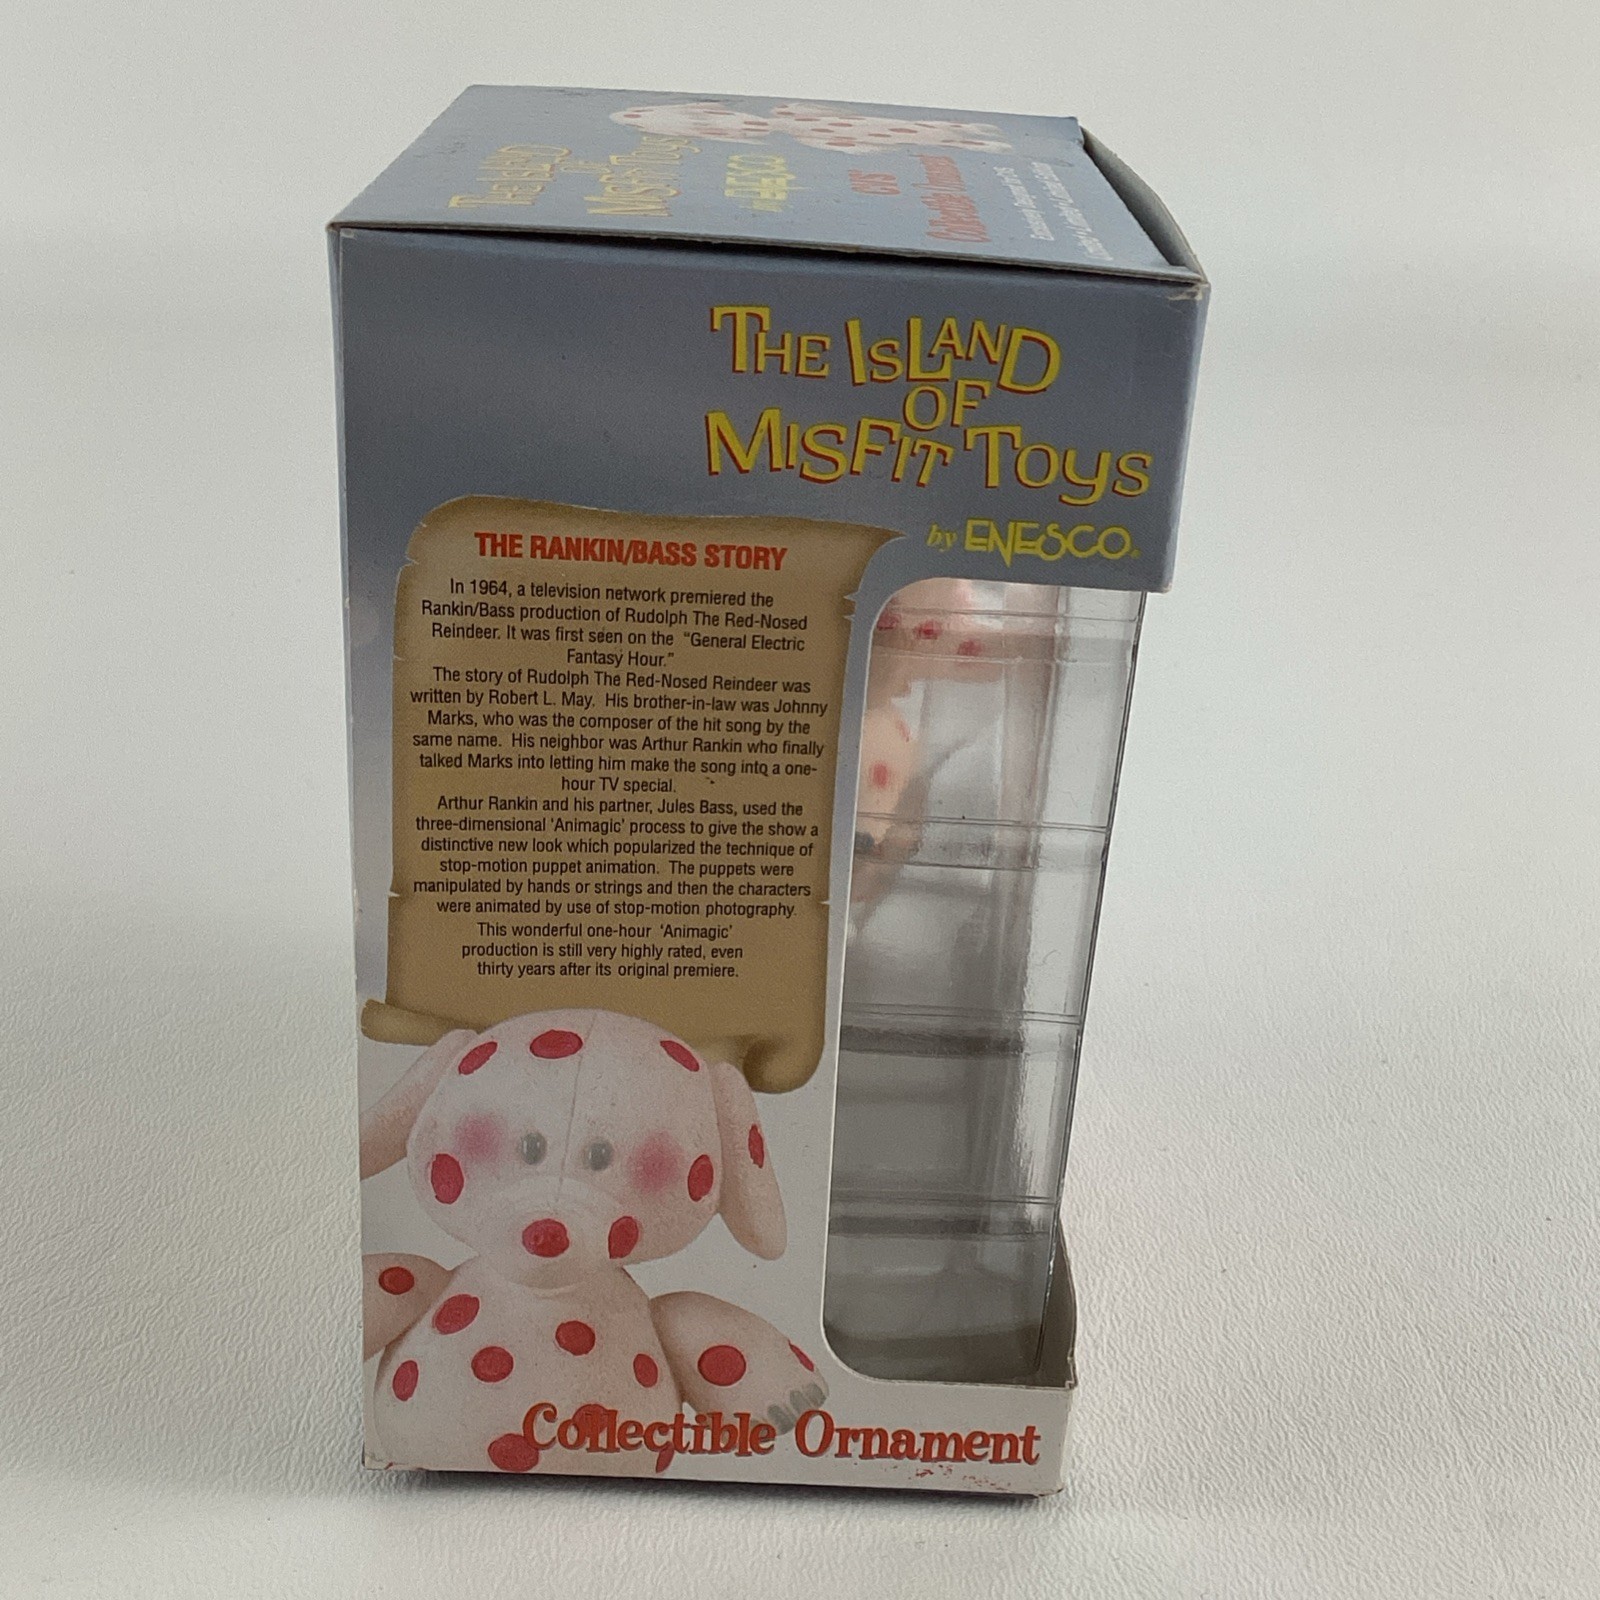 THE ISLAND
OF
MISFIT TOYS
by ENESCO
CVS
Collectible Ornament
Exclusively Designed for CVS
THE ISLAND
OF
MISFIT TOYS
by ENESCO®
THE RANKIN/BASS STORY
In 1964, a television network premiered the
Rankin/Bass production of Rudolph The Red-Nosed
Reindeer. It was first seen on the "General Electric
Fantasy Hour."
The story of Rudolph The Red-Nosed Reindeer was
written by Robert L. May. His brother-in-law was Johnny
Marks, who was the composer of the hit song by the
same name. His neighbor was Arthur Rankin who finally
talked Marks into letting him make the song into a one-
hour TV special.
Arthur Rankin and his partner, Jules Bass, used the
three-dimensional 'Animagic' process to give the show a
distinctive new look which popularized the technique of
stop-motion puppet animation. The puppets were
manipulated by hands or strings and then the characters
were animated by use of stop-motion photography.
This wonderful one-hour 'Animagic'
production is still very highly rated, even
thirty years after its original premiere.
Collectible Ornament